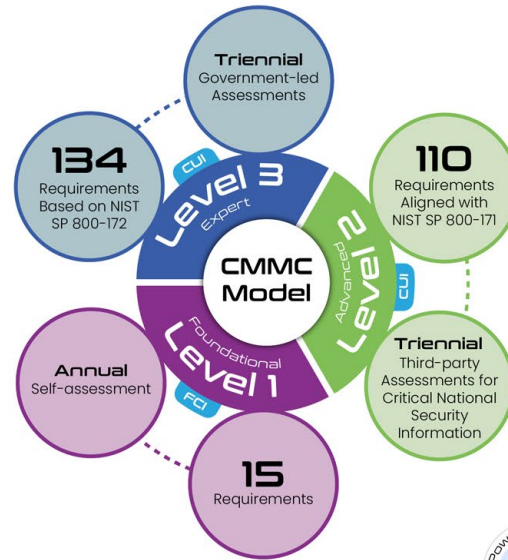 Triennial
Government-led
Assessments
134
Requirements
Based on NIST
SP 800-172
CUI
Level 3
Expert
110
Requirements
Aligned with
NIST SP 800-171
CMMC
Model
Advanced
Level 2
CUI
Foundational
Level 1
FCI
Annual
Self-assessment
Triennial
Third-party
Assessments for
Critical National
Security
Information
15
Requirements